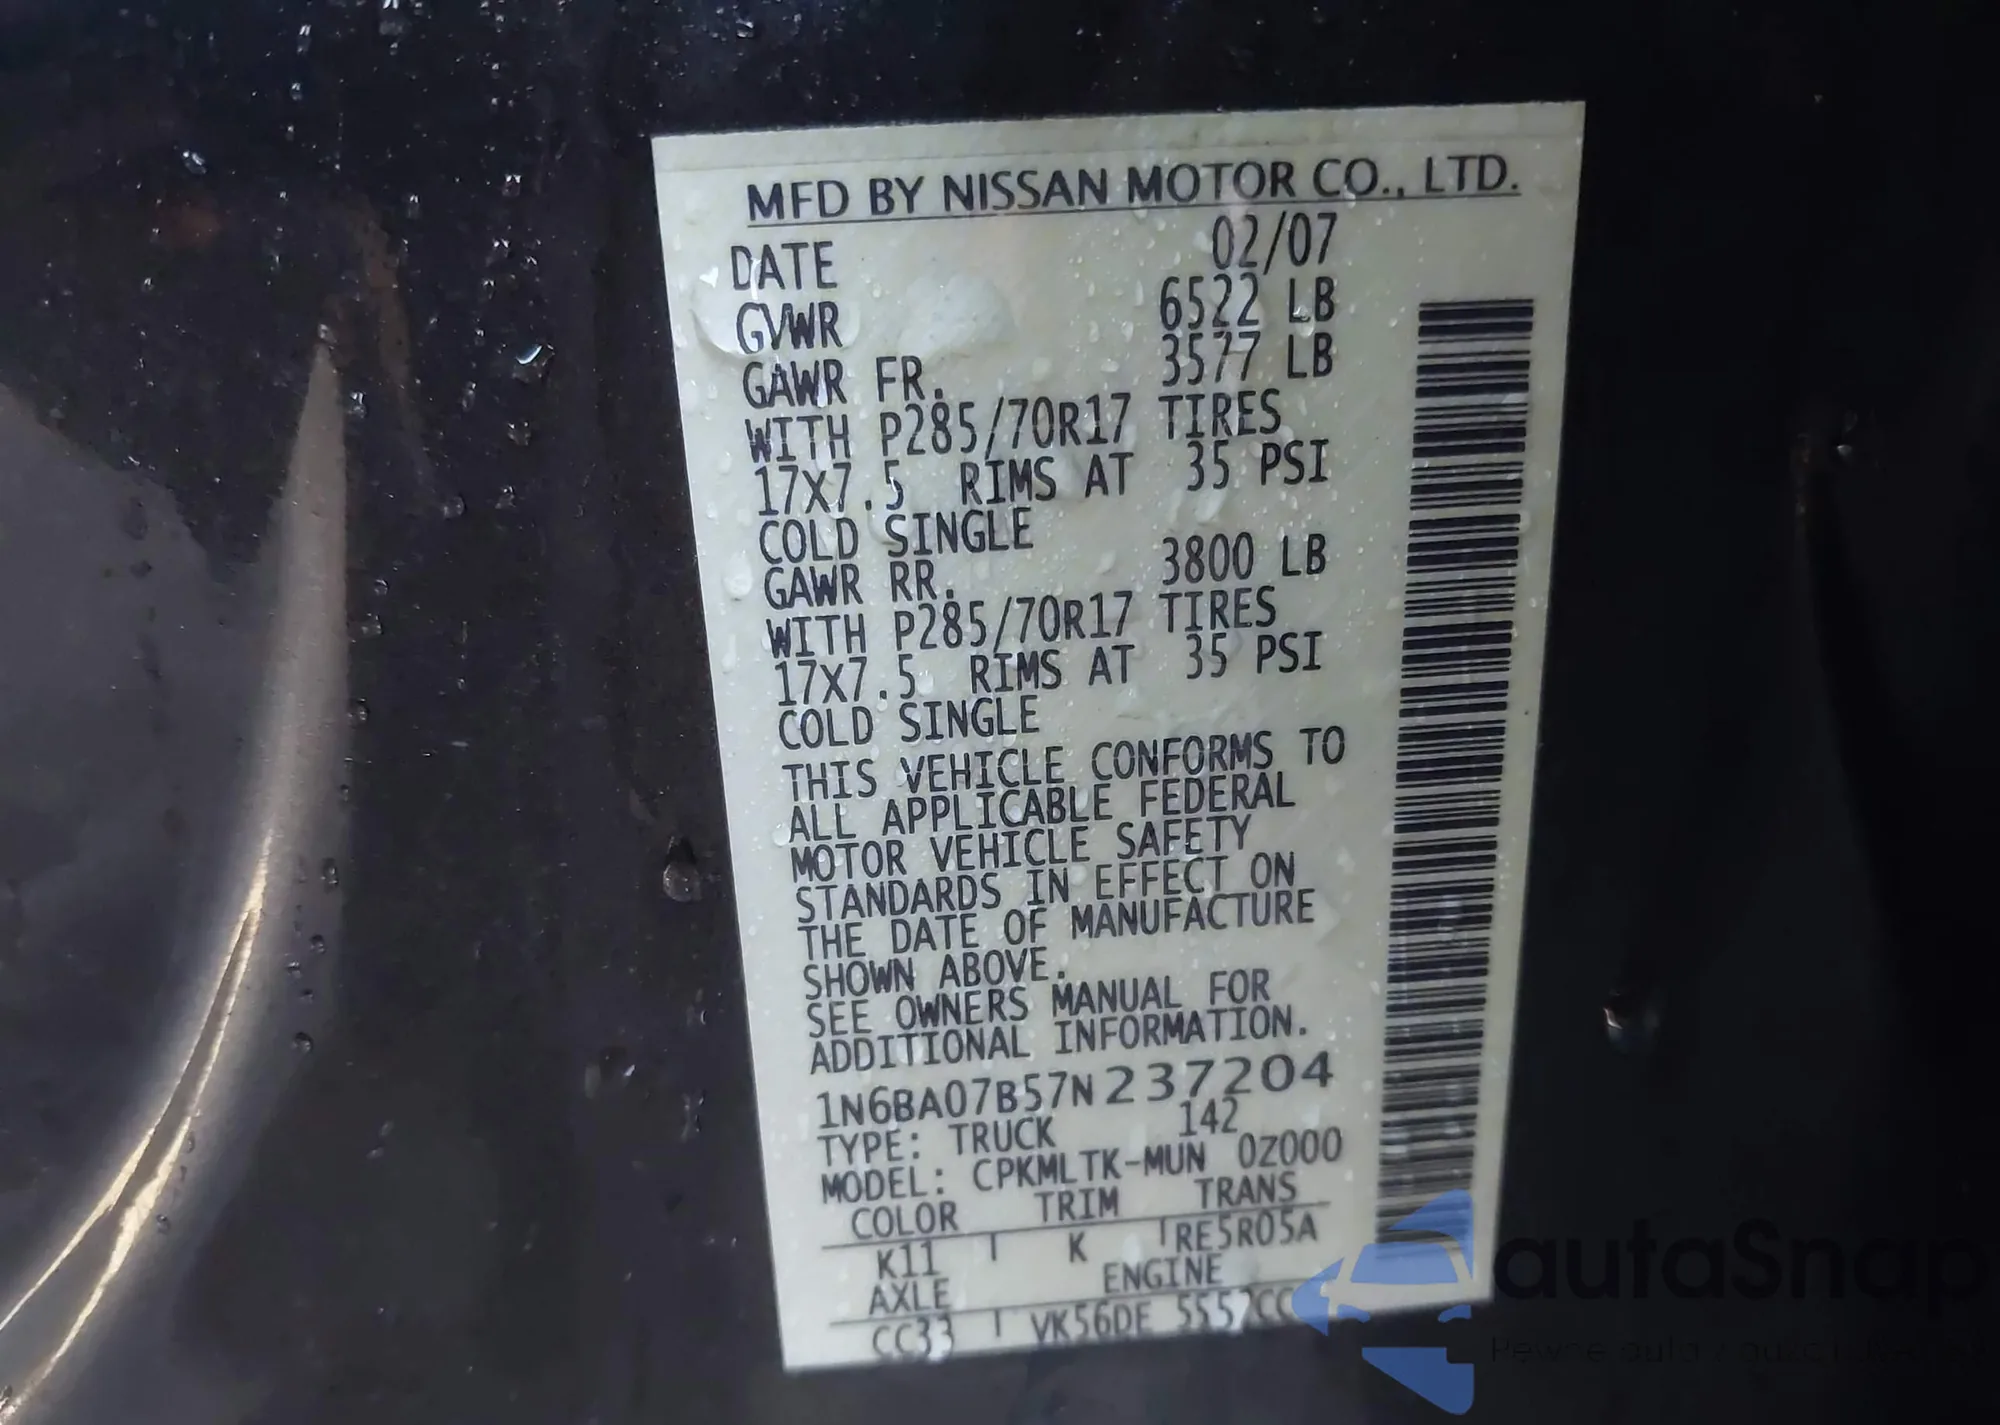 MFD BY NISSAN MOTOR CO., LTD.
DATE 02/07
GVWR 6522 LB
GAWR FR. 3577 LB
WITH P285/70R17 TIRES
17X7.5 RIMS AT 35 PSI
COLD SINGLE
GAWR RR. 3800 LB
WITH P285/70R17 TIRES
17X7.5 RIMS AT 35 PSI
COLD SINGLE
THIS VEHICLE CONFORMS TO
ALL APPLICABLE FEDERAL
MOTOR VEHICLE SAFETY
STANDARDS IN EFFECT ON
THE DATE OF MANUFACTURE
SHOWN ABOVE.
SEE OWNERS MANUAL FOR
ADDITIONAL INFORMATION.
1N6BA07B57N237204
TYPE: TRUCK 142
MODEL: CPKMLTK-MUN 0Z000
COLOR TRIM TRANS
K11 K RE5R05A
AXLE ENGINE
CC33 VK56DE 5552CC
autaSnap
auta z